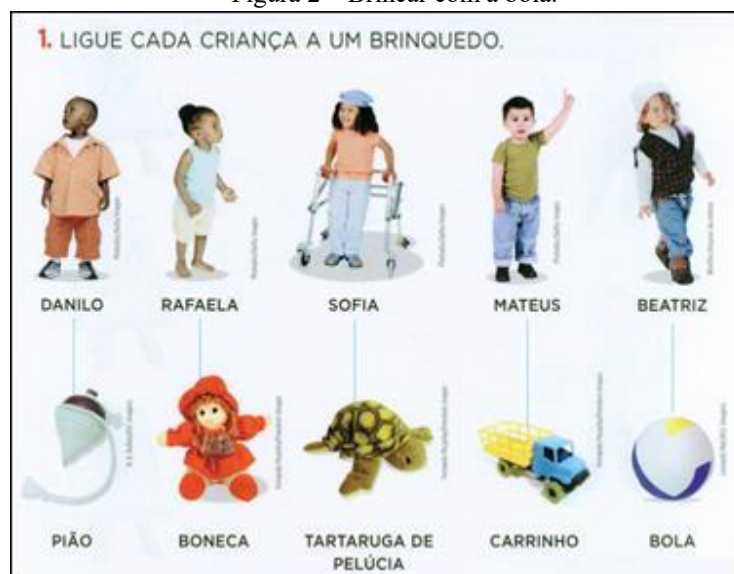 Figura 2 – Brincar com a bola.
1. LIGUE CADA CRIANÇA A UM BRINQUEDO.
DANILO RAFAELA SOFIA MATEUS BEATRIZ
PIÃO BONECA TARTARUGA DE PELÚCIA CARRINHO BOLA